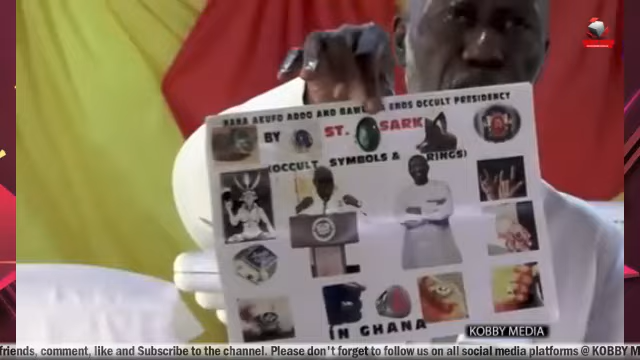 NANA AKUFO ADDO AND BAWUMIA ENDS OCCULT PRESIDENCY
BY ST. OSARK
(OCCULT SYMBOLS & RINGS)
IN GHANA
KOBBY MEDIA
friends, comment, like and Subscribe to the channel. Please don't forget to follow us on all social media platforms @ KOBBY M